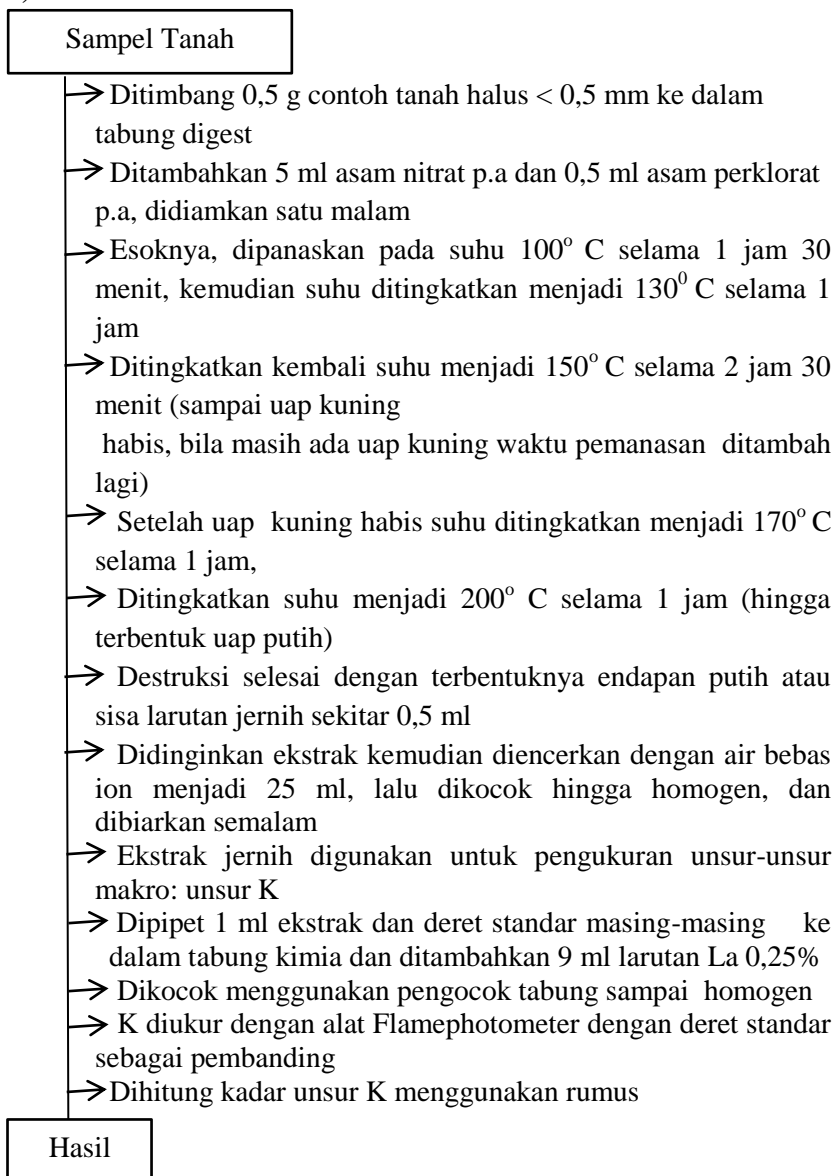 Sampel Tanah
Ditimbang 0,5 g contoh tanah halus < 0,5 mm ke dalam
tabung digest
Ditambahkan 5 ml asam nitrat p.a dan 0,5 ml asam perklorat
p.a, didiamkan satu malam
Esoknya, dipanaskan pada suhu 100° C selama 1 jam 30
menit, kemudian suhu ditingkatkan menjadi 130⁰ C selama 1
jam
Ditingkatkan kembali suhu menjadi 150° C selama 2 jam 30
menit (sampai uap kuning
habis, bila masih ada uap kuning waktu pemanasan ditambah
lagi)
Setelah uap kuning habis suhu ditingkatkan menjadi 170° C
selama 1 jam,
Ditingkatkan suhu menjadi 200° C selama 1 jam (hingga
terbentuk uap putih)
Destruksi selesai dengan terbentuknya endapan putih atau
sisa larutan jernih sekitar 0,5 ml
Didinginkan ekstrak kemudian diencerkan dengan air bebas
ion menjadi 25 ml, lalu dikocok hingga homogen, dan
dibiarkan semalam
Ekstrak jernih digunakan untuk pengukuran unsur-unsur
makro: unsur K
Dipipet 1 ml ekstrak dan deret standar masing-masing ke
dalam tabung kimia dan ditambahkan 9 ml larutan La 0,25%
Dikocok menggunakan pengocok tabung sampai homogen
K diukur dengan alat Flamephotometer dengan deret standar
sebagai pembanding
Dihitung kadar unsur K menggunakan rumus
Hasil